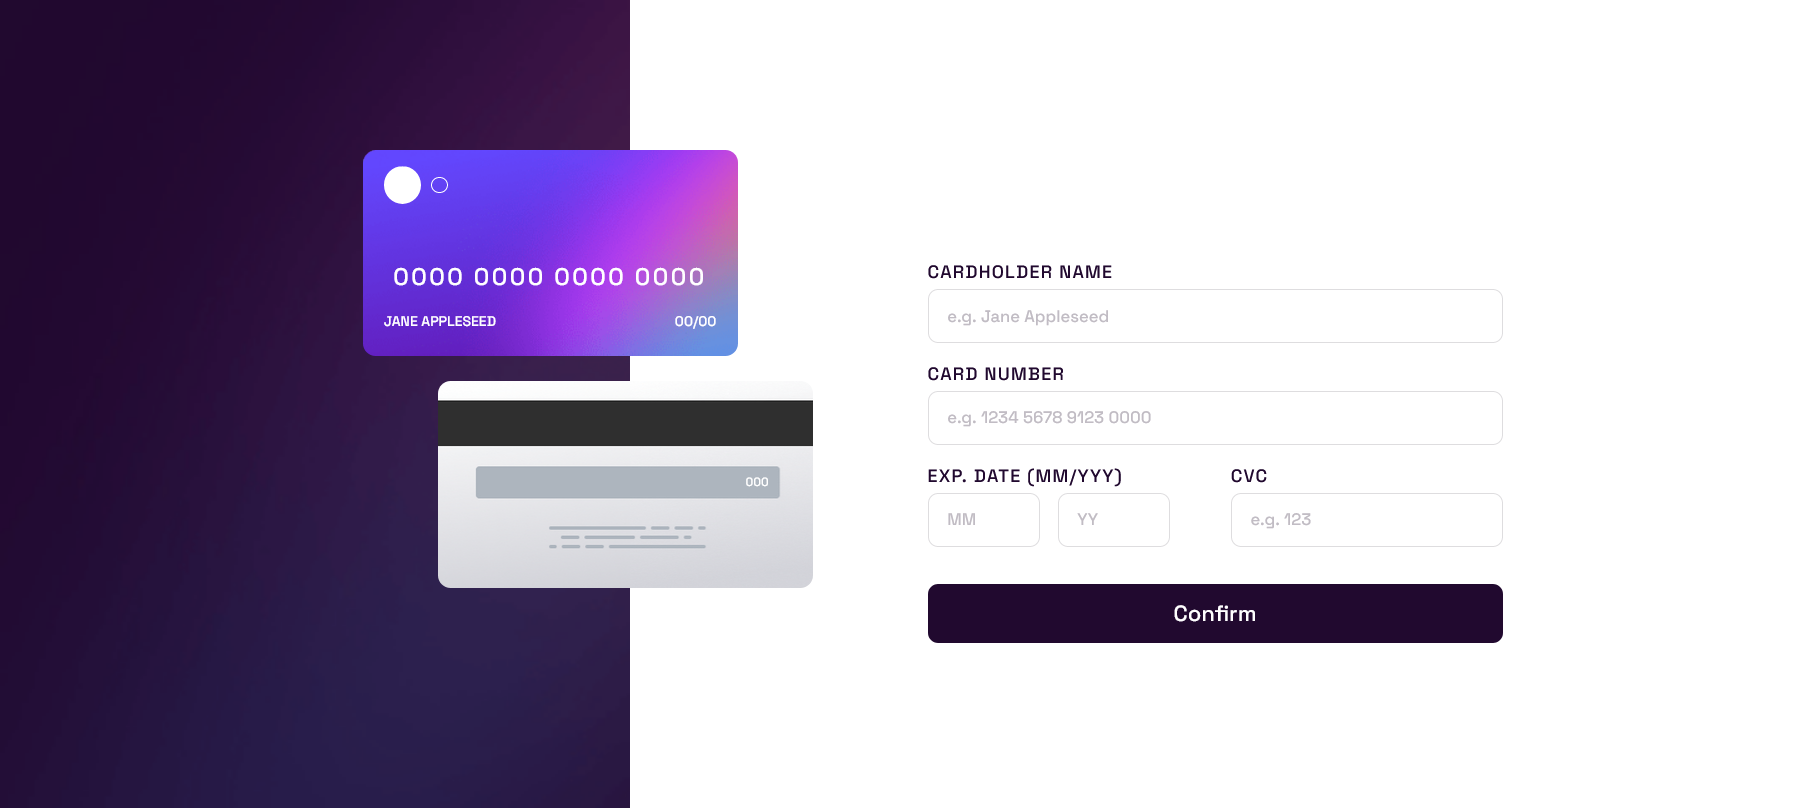 0000 0000 0000 0000
JANE APPLESEED 00/00
000
CARDHOLDER NAME
e.g. Jane Appleseed
CARD NUMBER
e.g. 1234 5678 9123 0000
EXP. DATE (MM/YYY) CVC
MM YY e.g. 123
Confirm